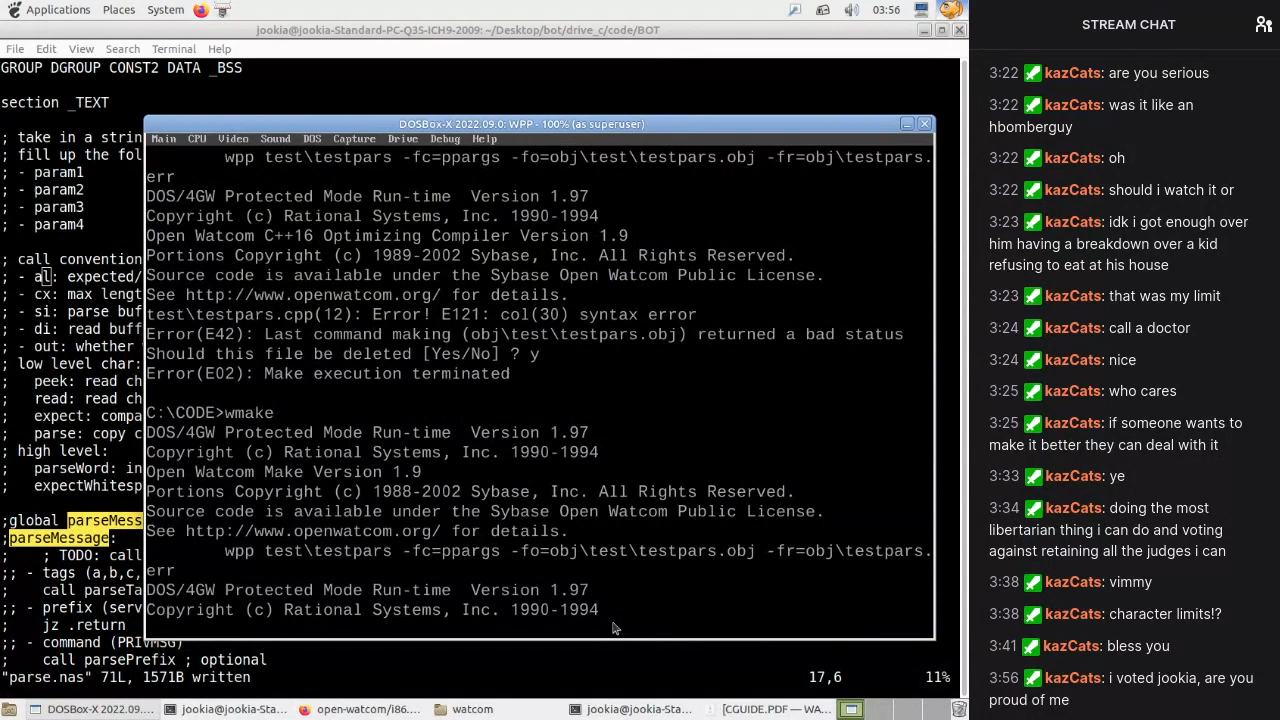 Applications Places System 03:56
jookia@jookia-Standard-PC-Q35-ICH9-2009: ~/Desktop/bot/drive_c/code/BOT
File Edit View Search Terminal Help
GROUP DGROUP CONST2 DATA _BSS
section _TEXT
; take in a strin
; fill up the fol
; - param1
; - param2
; - param3
; - param4
; call convention
; - al: expected/
; - cx: max lengt
; - si: parse buf
; - di: read buff
; - out: whether
; low level char:
;   peek: read ch
;   read: read ch
;   expect: compa
;   parse: copy c
; high level:
;   parseWord: in
;   expectWhitesp
;global parseMess
;parseMessage:
;    ; TODO: call
;; - tags (a,b,c,
;    call parseTa
;; - prefix (serv
;    jz .return
;; - command (PRIVMSG)
;    call parsePrefix ; optional
"parse.nas" 71L, 1571B written 17,6 11%
DOSBox-X 2022.09.0: WPP - 100% (as superuser)
Main CPU Video Sound DOS Capture Drive Debug Help
wpp test\testpars -fc=ppargs -fo=obj\test\testpars.obj -fr=obj\testpars.
err
DOS/4GW Protected Mode Run-time  Version 1.97
Copyright (c) Rational Systems, Inc. 1990-1994
Open Watcom C++16 Optimizing Compiler Version 1.9
Portions Copyright (c) 1989-2002 Sybase, Inc. All Rights Reserved.
Source code is available under the Sybase Open Watcom Public License.
See http://www.openwatcom.org/ for details.
test\testpars.cpp(12): Error! E121: col(30) syntax error
Error(E42): Last command making (obj\test\testpars.obj) returned a bad status
Should this file be deleted [Yes/No] ? y
Error(E02): Make execution terminated
C:\CODE>wmake
DOS/4GW Protected Mode Run-time  Version 1.97
Copyright (c) Rational Systems, Inc. 1990-1994
Open Watcom Make Version 1.9
Portions Copyright (c) 1988-2002 Sybase, Inc. All Rights Reserved.
Source code is available under the Sybase Open Watcom Public License.
See http://www.openwatcom.org/ for details.
wpp test\testpars -fc=ppargs -fo=obj\test\testpars.obj -fr=obj\testpars.
err
DOS/4GW Protected Mode Run-time  Version 1.97
Copyright (c) Rational Systems, Inc. 1990-1994
DOSBox-X 2022.09.... jookia@jookia-Sta... open-watcom/i86... watcom jookia@jookia-Sta... [CGUIDE.PDF — WA...
STREAM CHAT
3:22 kazCats: are you serious
3:22 kazCats: was it like an
hbomberguy
3:22 kazCats: oh
3:22 kazCats: should i watch it or
3:23 kazCats: idk i got enough over
him having a breakdown over a kid
refusing to eat at his house
3:23 kazCats: that was my limit
3:24 kazCats: call a doctor
3:24 kazCats: nice
3:25 kazCats: who cares
3:25 kazCats: if someone wants to
make it better they can deal with it
3:33 kazCats: ye
3:34 kazCats: doing the most
libertarian thing i can do and voting
against retaining all the judges i can
3:38 kazCats: vimmy
3:38 kazCats: character limits!?
3:41 kazCats: bless you
3:56 kazCats: i voted jookia, are you
proud of me